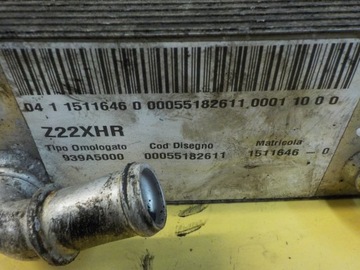 D4 1 1511646 0 00055182611 0001 10 0 0
Z22XHR
Tipo Omologato Cod Disegno Matricola
939A5000 00055182611 1511646-0